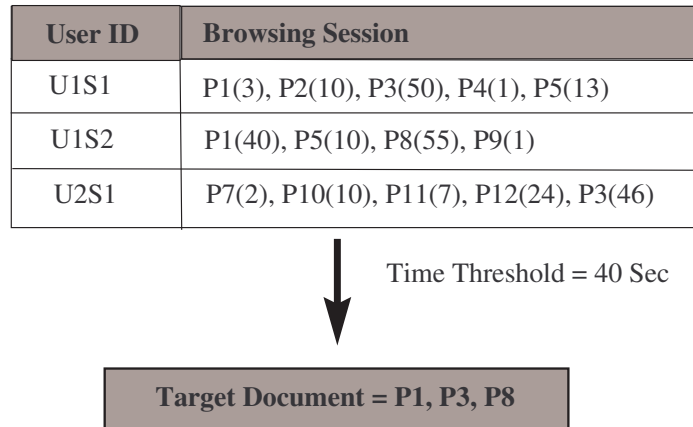 User ID Browsing Session
U1S1 P1(3), P2(10), P3(50), P4(1), P5(13)
U1S2 P1(40), P5(10), P8(55), P9(1)
U2S1 P7(2), P10(10), P11(7), P12(24), P3(46)
Time Threshold = 40 Sec
Target Document = P1, P3, P8